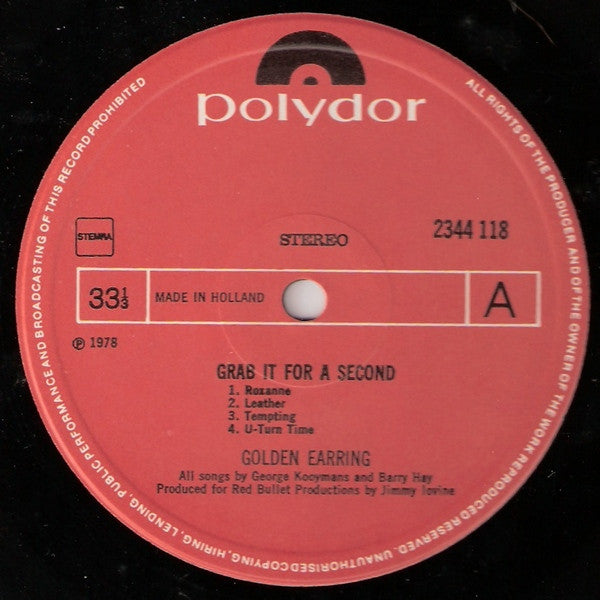 polydor
STEMRA
STEREO
2344 118
33⅓
MADE IN HOLLAND
A
℗ 1978
GRAB IT FOR A SECOND
1. Roxanne
2. Leather
3. Tempting
4. U-Turn Time
GOLDEN EARRING
All songs by George Kooymans and Barry Hay
Produced for Red Bullet Productions by Jimmy Iovine
ALL RIGHTS OF THE PRODUCER AND OF THE OWNER OF THE WORK REPRODUCED RESERVED. UNAUTHORISED COPYING, HIRING, LENDING, PUBLIC PERFORMANCE AND BROADCASTING OF THIS RECORD PROHIBITED